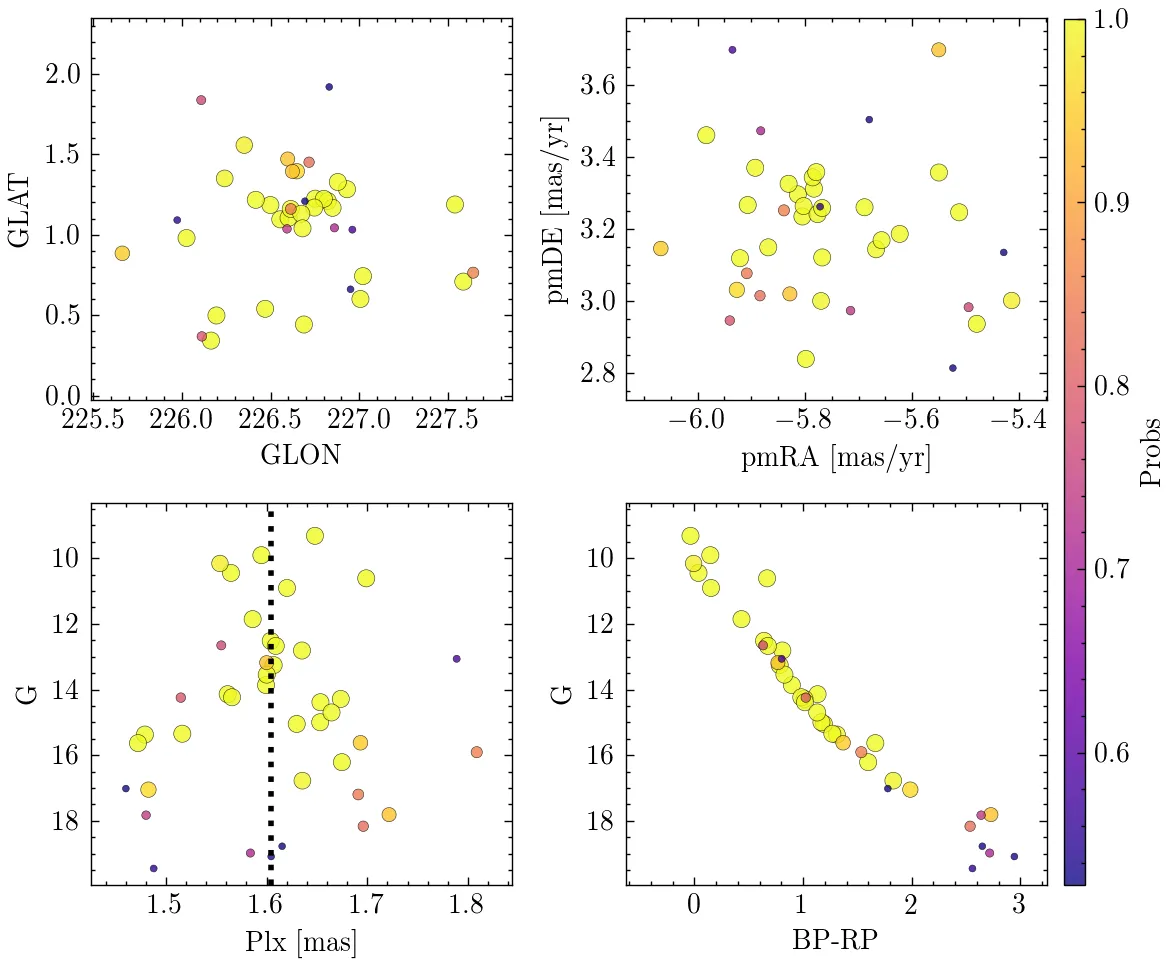 2.0
1.5
1.0
0.5
0.0
GLAT
225.5 226.0 226.5 227.0 227.5
GLON
3.6
3.4
3.2
3.0
2.8
pmDE [mas/yr]
−6.0 −5.8 −5.6 −5.4
pmRA [mas/yr]
1.0
0.9
0.8
0.7
0.6
Probs
10
12
14
16
18
G
1.5 1.6 1.7 1.8
Plx [mas]
10
12
14
16
18
G
0 1 2 3
BP-RP